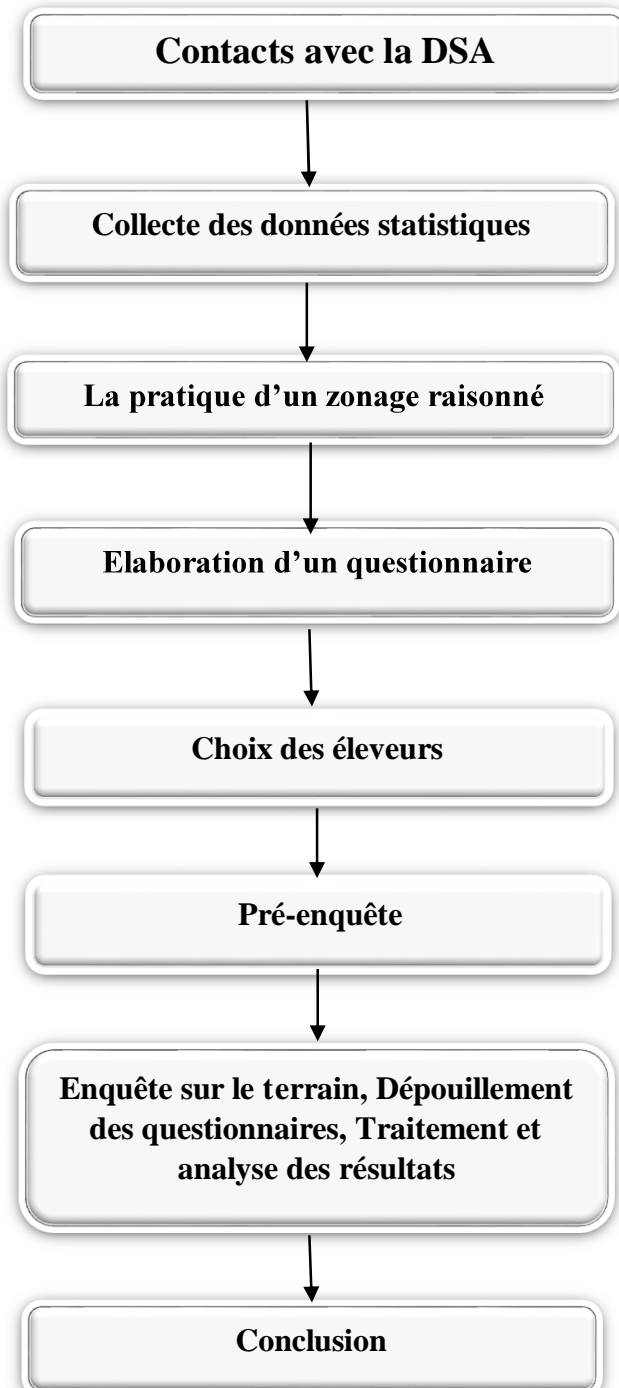 Contacts avec la DSA
Collecte des données statistiques
La pratique d’un zonage raisonné
Elaboration d’un questionnaire
Choix des éleveurs
Pré-enquête
Enquête sur le terrain, Dépouillement
des questionnaires, Traitement et
analyse des résultats
Conclusion